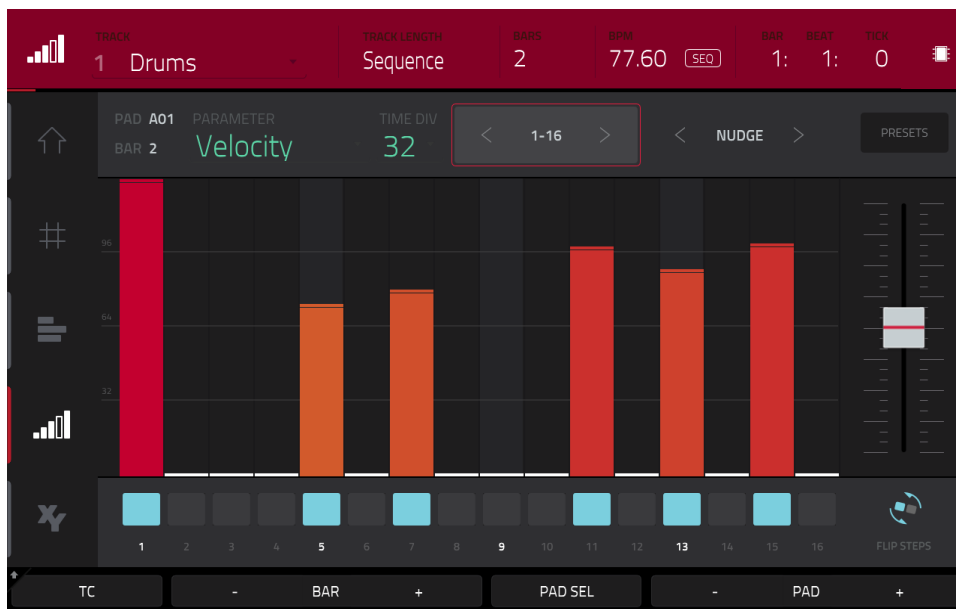 TRACK TRACK LENGTH BARS BPM BAR BEAT TICK
1 Drums Sequence 2 77.60 SEQ 1: 1: 0
PAD A01 PARAMETER TIME DIV
BAR 2 Velocity 32 < 1-16 > < NUDGE > PRESETS
96
64
32
1 2 3 4 5 6 7 8 9 10 11 12 13 14 15 16 FLIP STEPS
XY
TC - BAR + PAD SEL - PAD +